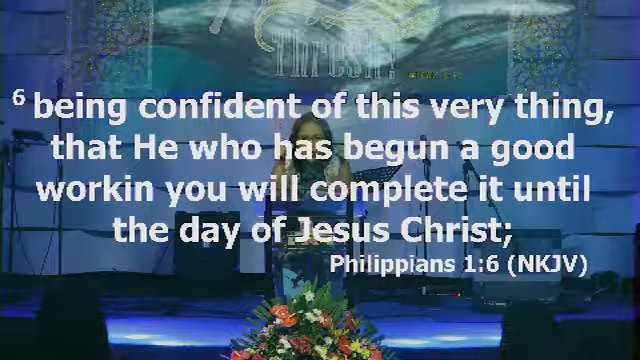 Thresh!
6 being confident of this very thing,
that He who has begun a good
workin you will complete it until
the day of Jesus Christ;
Philippians 1:6 (NKJV)